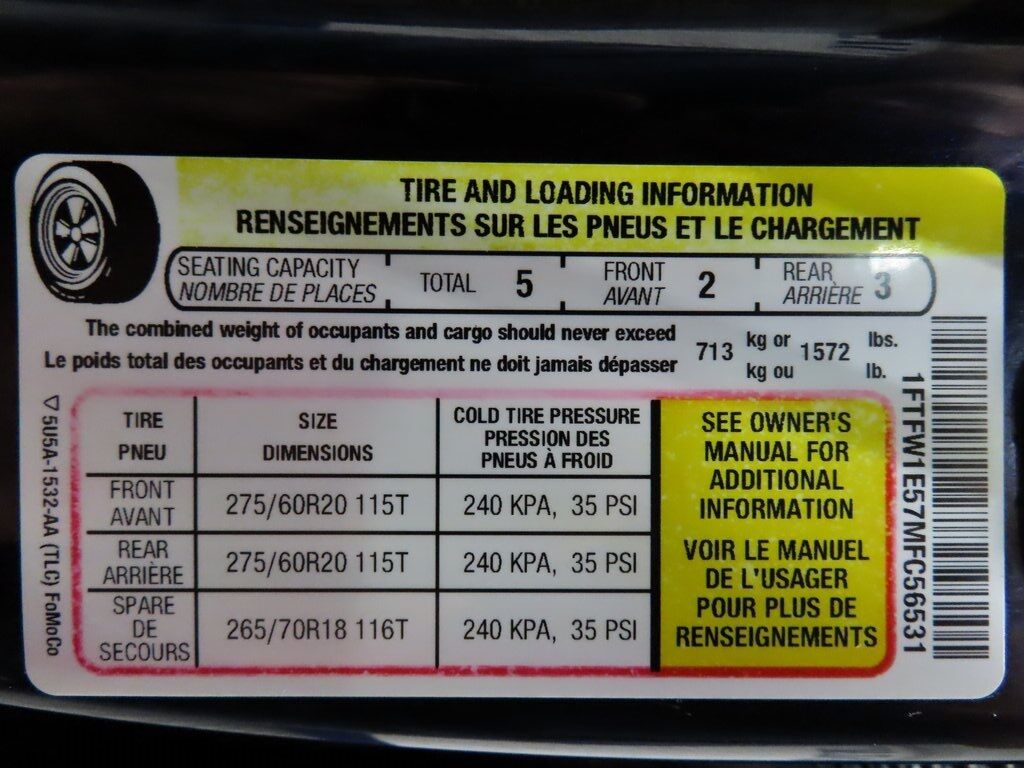 TIRE AND LOADING INFORMATION
RENSEIGNEMENTS SUR LES PNEUS ET LE CHARGEMENT
SEATING CAPACITY
NOMBRE DE PLACES
TOTAL 5
FRONT
AVANT
2
REAR
ARRIÈRE
3
The combined weight of occupants and cargo should never exceed
Le poids total des occupants et du chargement ne doit jamais dépasser
713
kg or
kg ou
1572
lbs.
lb.
TIRE
PNEU
SIZE
DIMENSIONS
COLD TIRE PRESSURE
PRESSION DES
PNEUS À FROID
FRONT
AVANT
275/60R20 115T
240 KPA, 35 PSI
REAR
ARRIÈRE
275/60R20 115T
240 KPA, 35 PSI
SPARE
DE
SECOURS
265/70R18 116T
240 KPA, 35 PSI
SEE OWNER'S
MANUAL FOR
ADDITIONAL
INFORMATION
VOIR LE MANUEL
DE L'USAGER
POUR PLUS DE
RENSEIGNEMENTS
5U5A-1532-AA (TLC) FoMoCo
1FTFW1E57MFC56531